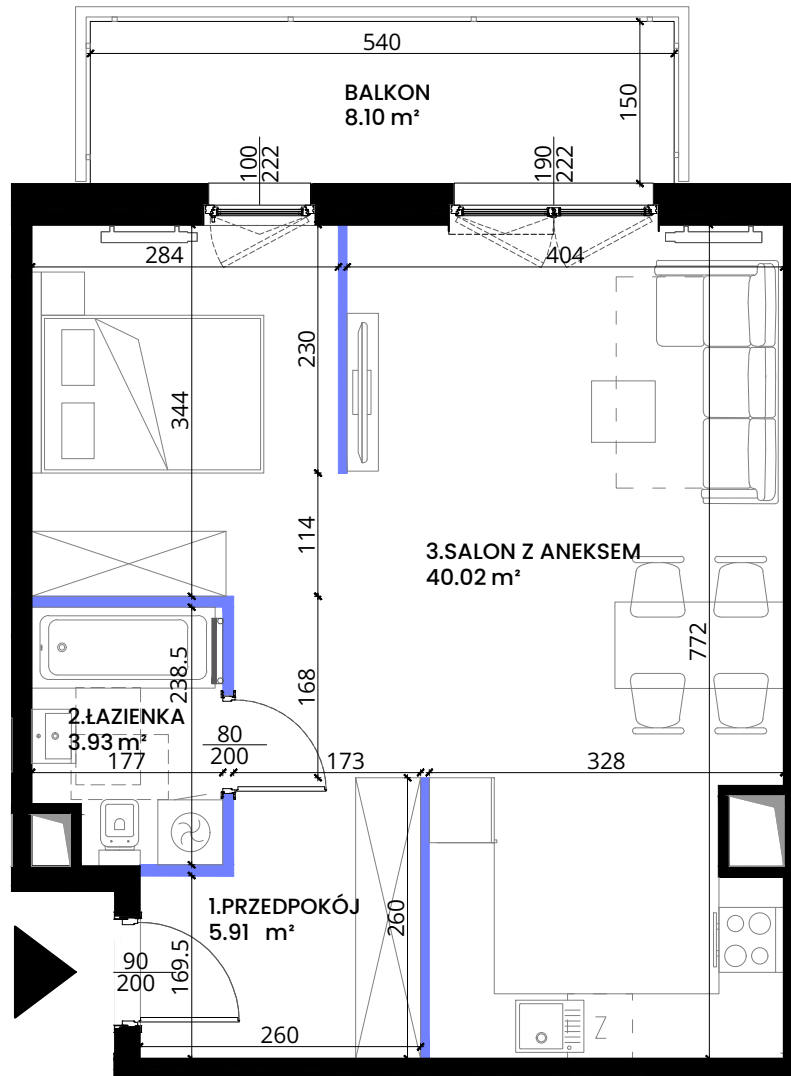 540
BALKON
8.10 m²
150
100
222
190
222
284
404
230
344
114
3.SALON Z ANEKSEM
40.02 m²
772
238.5
168
2.ŁAZIENKA
3.93 m²
80
200
177
173
328
1.PRZEDPOKÓJ
5.91 m²
260
90
200
169.5
Z
260